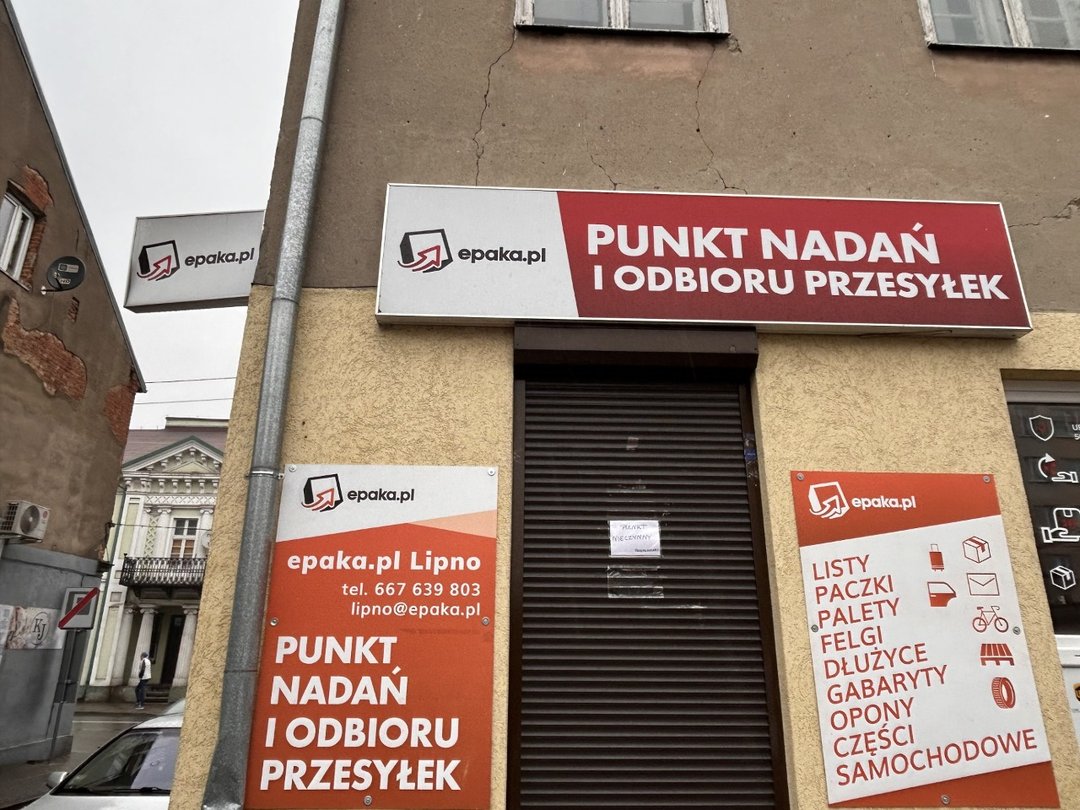 epaka.pl
epaka.pl
PUNKT NADAŃ
I ODBIORU PRZESYŁEK
epaka.pl
epaka.pl Lipno
tel. 667 639 803
lipno@epaka.pl
PUNKT
NADAŃ
I ODBIORU
PRZESYŁEK
PUNKT
NIECZYNNY
epaka.pl
LISTY
PACZKI
PALETY
FELGI
DŁUŻYCE
GABARYTY
OPONY
CZĘŚCI
SAMOCHODOWE